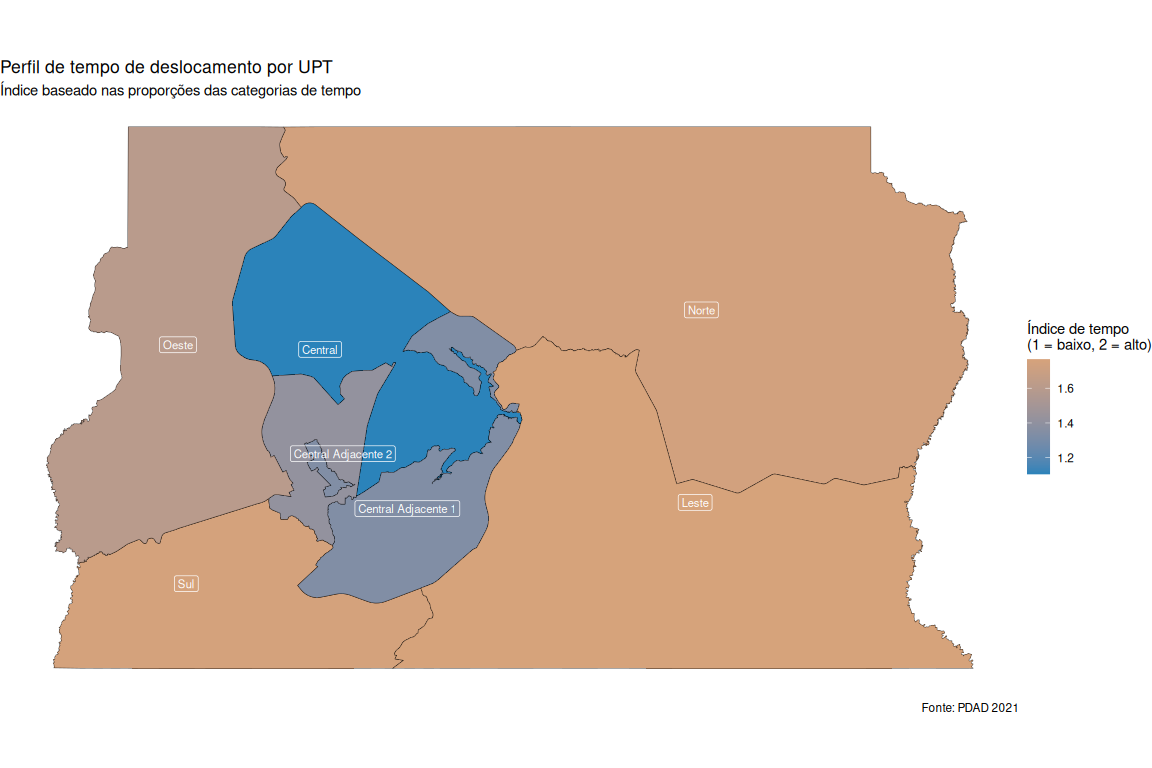 Perfil de tempo de deslocamento por UPT
Índice baseado nas proporções das categorias de tempo
Norte
Oeste
Central
Central Adjacente 2
Leste
Central Adjacente 1
Sul
Índice de tempo
(1 = baixo, 2 = alto)
1.6
1.4
1.2
Fonte: PDAD 2021